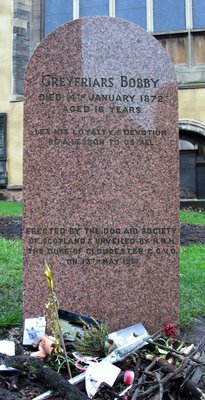 GREYFRIARS BOBBY
DIED 14TH JANUARY 1872
AGED 16 YEARS
LET HIS LOYALTY & DEVOTION
BE A LESSON TO US ALL
ERECTED BY THE DOG AID SOCIETY
OF SCOTLAND & UNVEILED BY H.R.H.
THE DUKE OF GLOUCESTER G.C.V.O.
ON 13TH MAY 1981